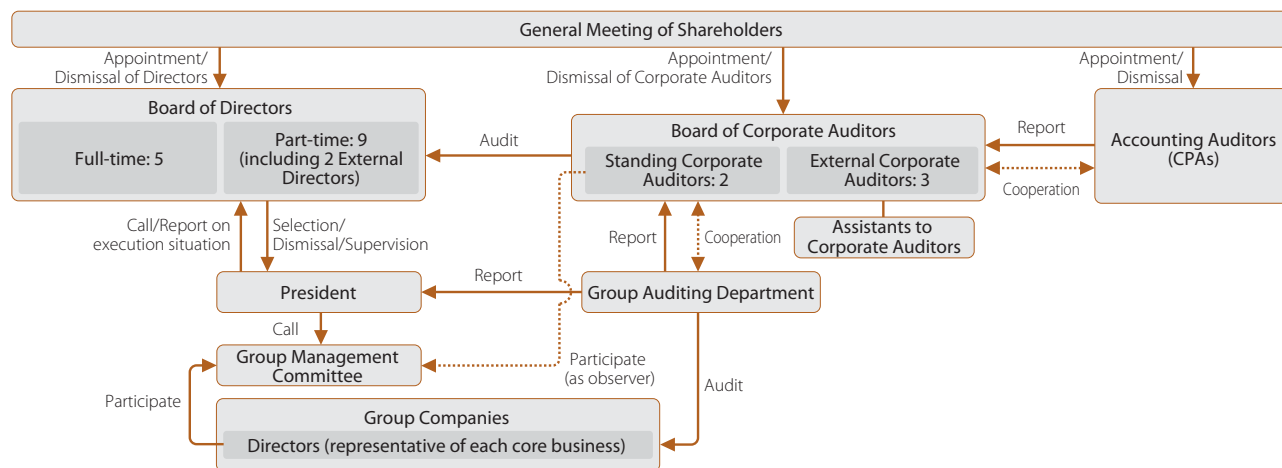 General Meeting of Shareholders
Appointment/
Dismissal of Directors
Appointment/
Dismissal of Corporate Auditors
Appointment/
Dismissal
Board of Directors
Full-time: 5
Part-time: 9
(including 2 External
Directors)
Audit
Board of Corporate Auditors
Standing Corporate
Auditors: 2
External Corporate
Auditors: 3
Report
Cooperation
Accounting Auditors
(CPAs)
Assistants to
Corporate Auditors
Call/Report on
execution situation
Selection/
Dismissal/Supervision
Report
Cooperation
President
Report
Group Auditing Department
Call
Group Management
Committee
Participate
(as observer)
Audit
Participate
Group Companies
Directors (representative of each core business)